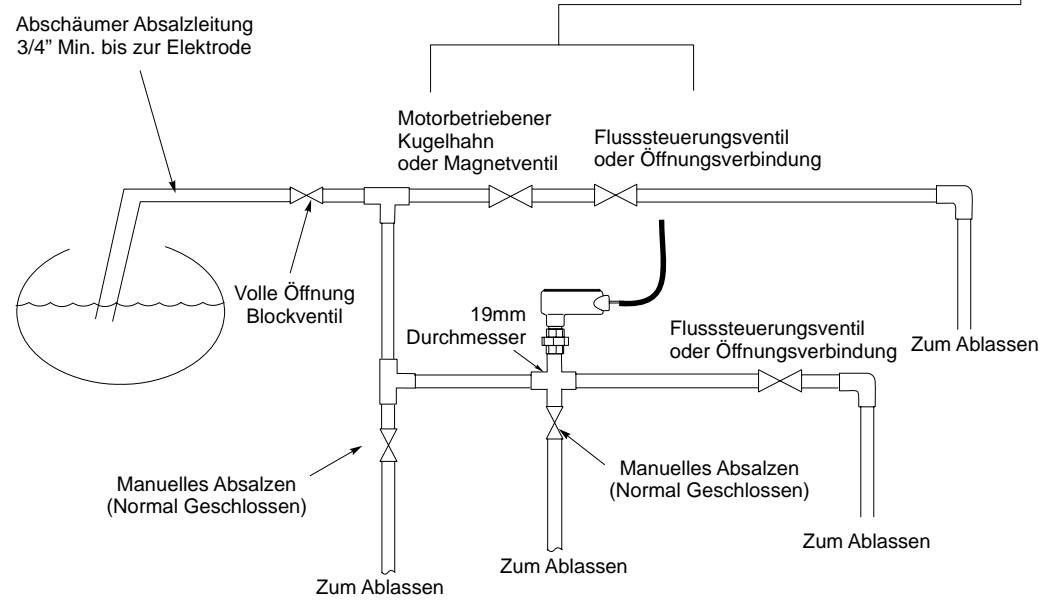 Abschäumer Absalzleitung
3/4” Min. bis zur Elektrode
Motorbetriebener
Kugelhahn
oder Magnetventil
Flusssteuerungsventil
oder Öffnungsverbindung
Volle Öffnung
Blockventil
19mm
Durchmesser
Flusssteuerungsventil
oder Öffnungsverbindung
Zum Ablassen
Manuelles Absalzen
(Normal Geschlossen)
Manuelles Absalzen
(Normal Geschlossen)
Zum Ablassen
Zum Ablassen
Zum Ablassen